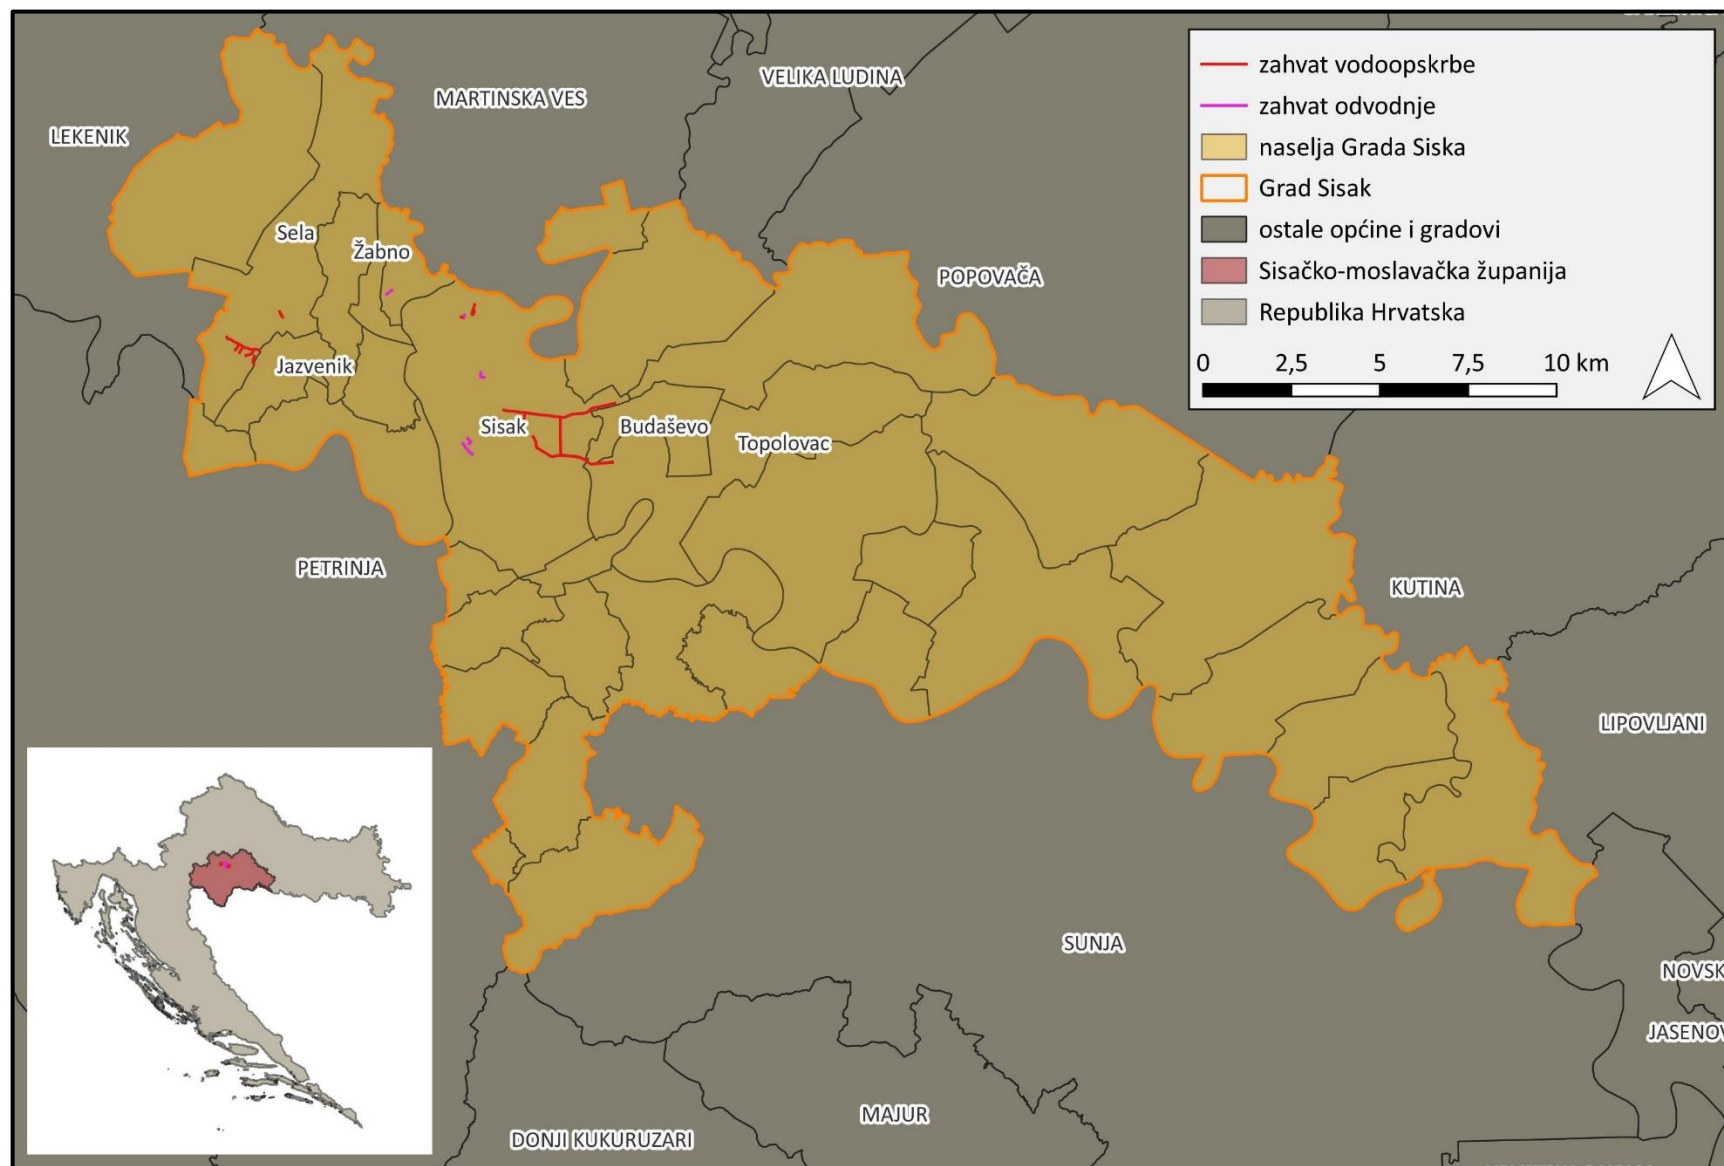 VELIKA LUDINA
MARTINSKA VES
LEKENIK
Sela
Žabno
POPOVAČA
Jazvenik
Sisak
Budaševo
Topolovac
PETRINJA
KUTINA
LIPOVLJANI
SUNJA
NOVSK
JASENOV
MAJUR
DONJI KUKURUZARI
zahvat vodoopskrbe
zahvat odvodnje
naselja Grada Siska
Grad Sisak
ostale općine i gradovi
Sisačko-moslavačka županija
Republika Hrvatska
0 2,5 5 7,5 10 km